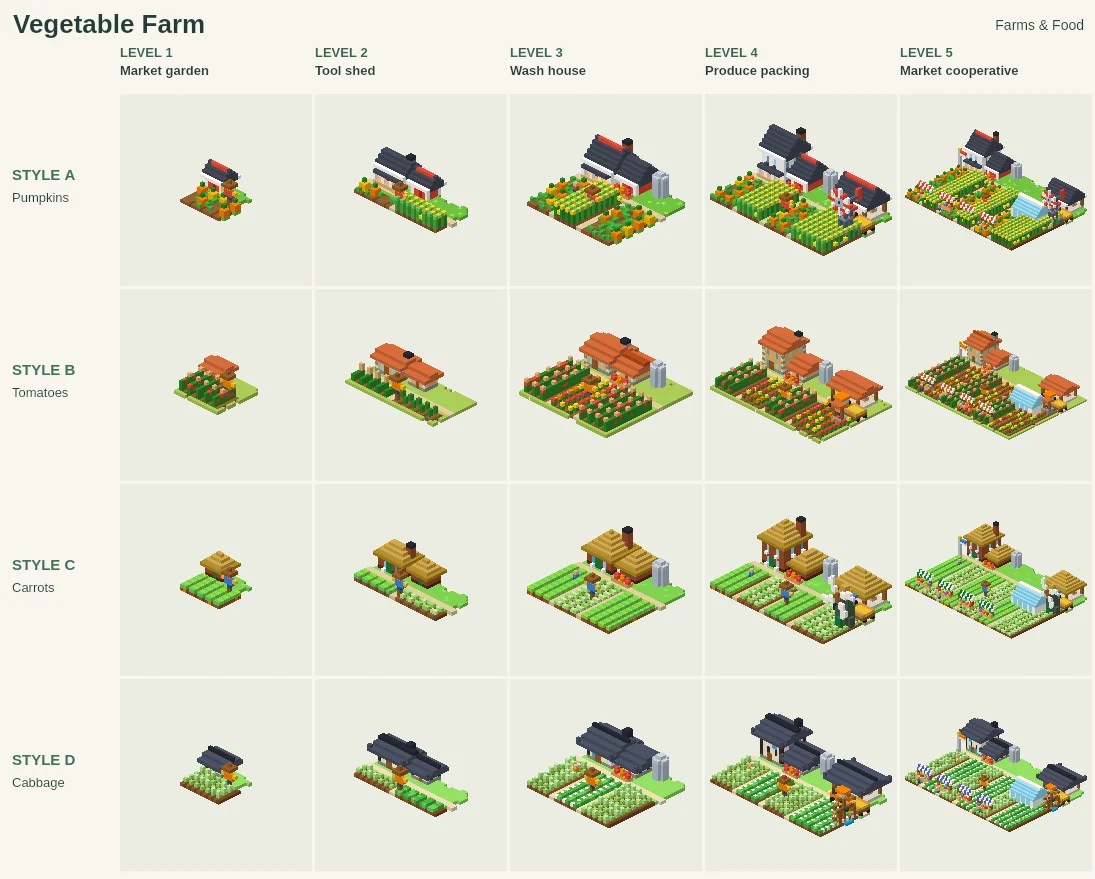 Vegetable Farm
Farms & Food
LEVEL 1
Market garden
LEVEL 2
Tool shed
LEVEL 3
Wash house
LEVEL 4
Produce packing
LEVEL 5
Market cooperative
STYLE A
Pumpkins
STYLE B
Tomatoes
STYLE C
Carrots
STYLE D
Cabbage